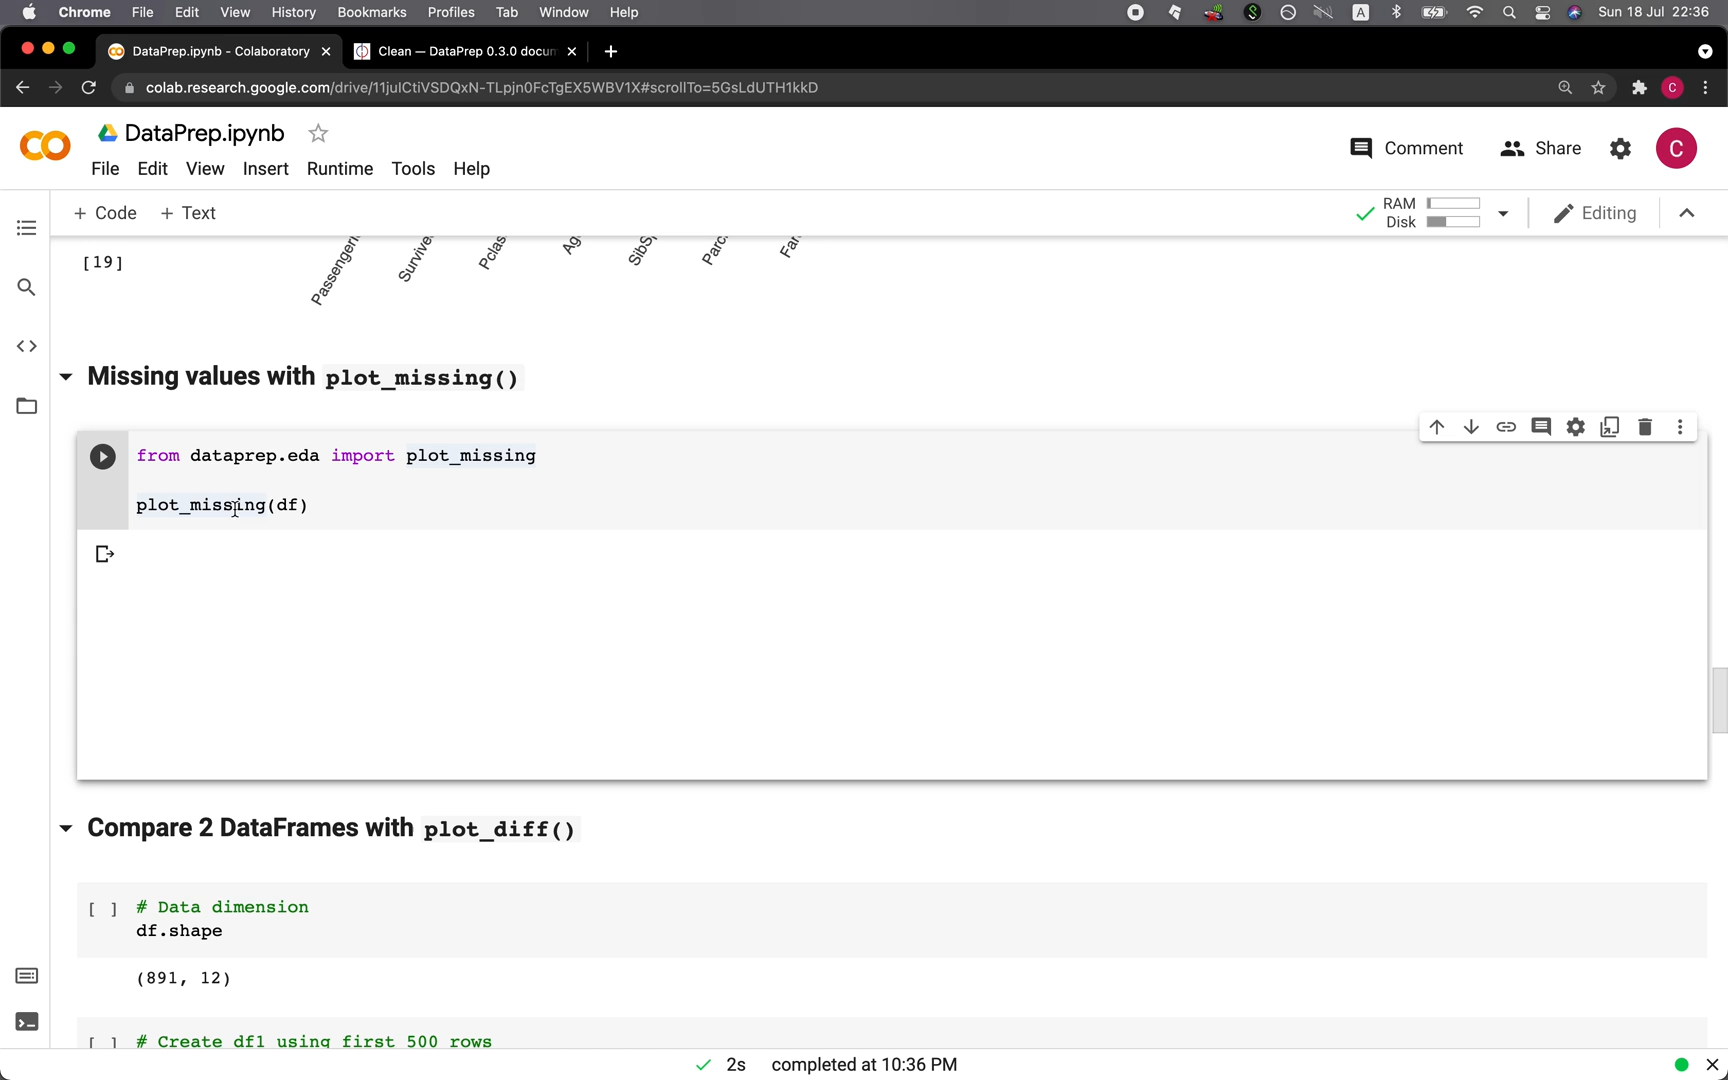 Chrome File Edit View History Bookmarks Profiles Tab Window Help A Sun 18 Jul 22:36
DataPrep.ipynb - Colaboratory Clean — DataPrep 0.3.0 docum
colab.research.google.com/drive/11julCtiVSDQxN-TLpjn0FcTgEX5WBV1X#scrollTo=5GsLdUTH1kkD C
DataPrep.ipynb
Comment Share C
File Edit View Insert Runtime Tools Help
+ Code + Text
RAM
Disk
Editing
[19]
Passengeri Survive Pclas Ag SibSp Parc Far
Missing values with plot_missing()
from dataprep.eda import plot_missing
plot_missing(df)
Compare 2 DataFrames with plot_diff()
[ ] # Data dimension
df.shape
(891, 12)
[ ] # Create df1 using first 500 rows
2s completed at 10:36 PM